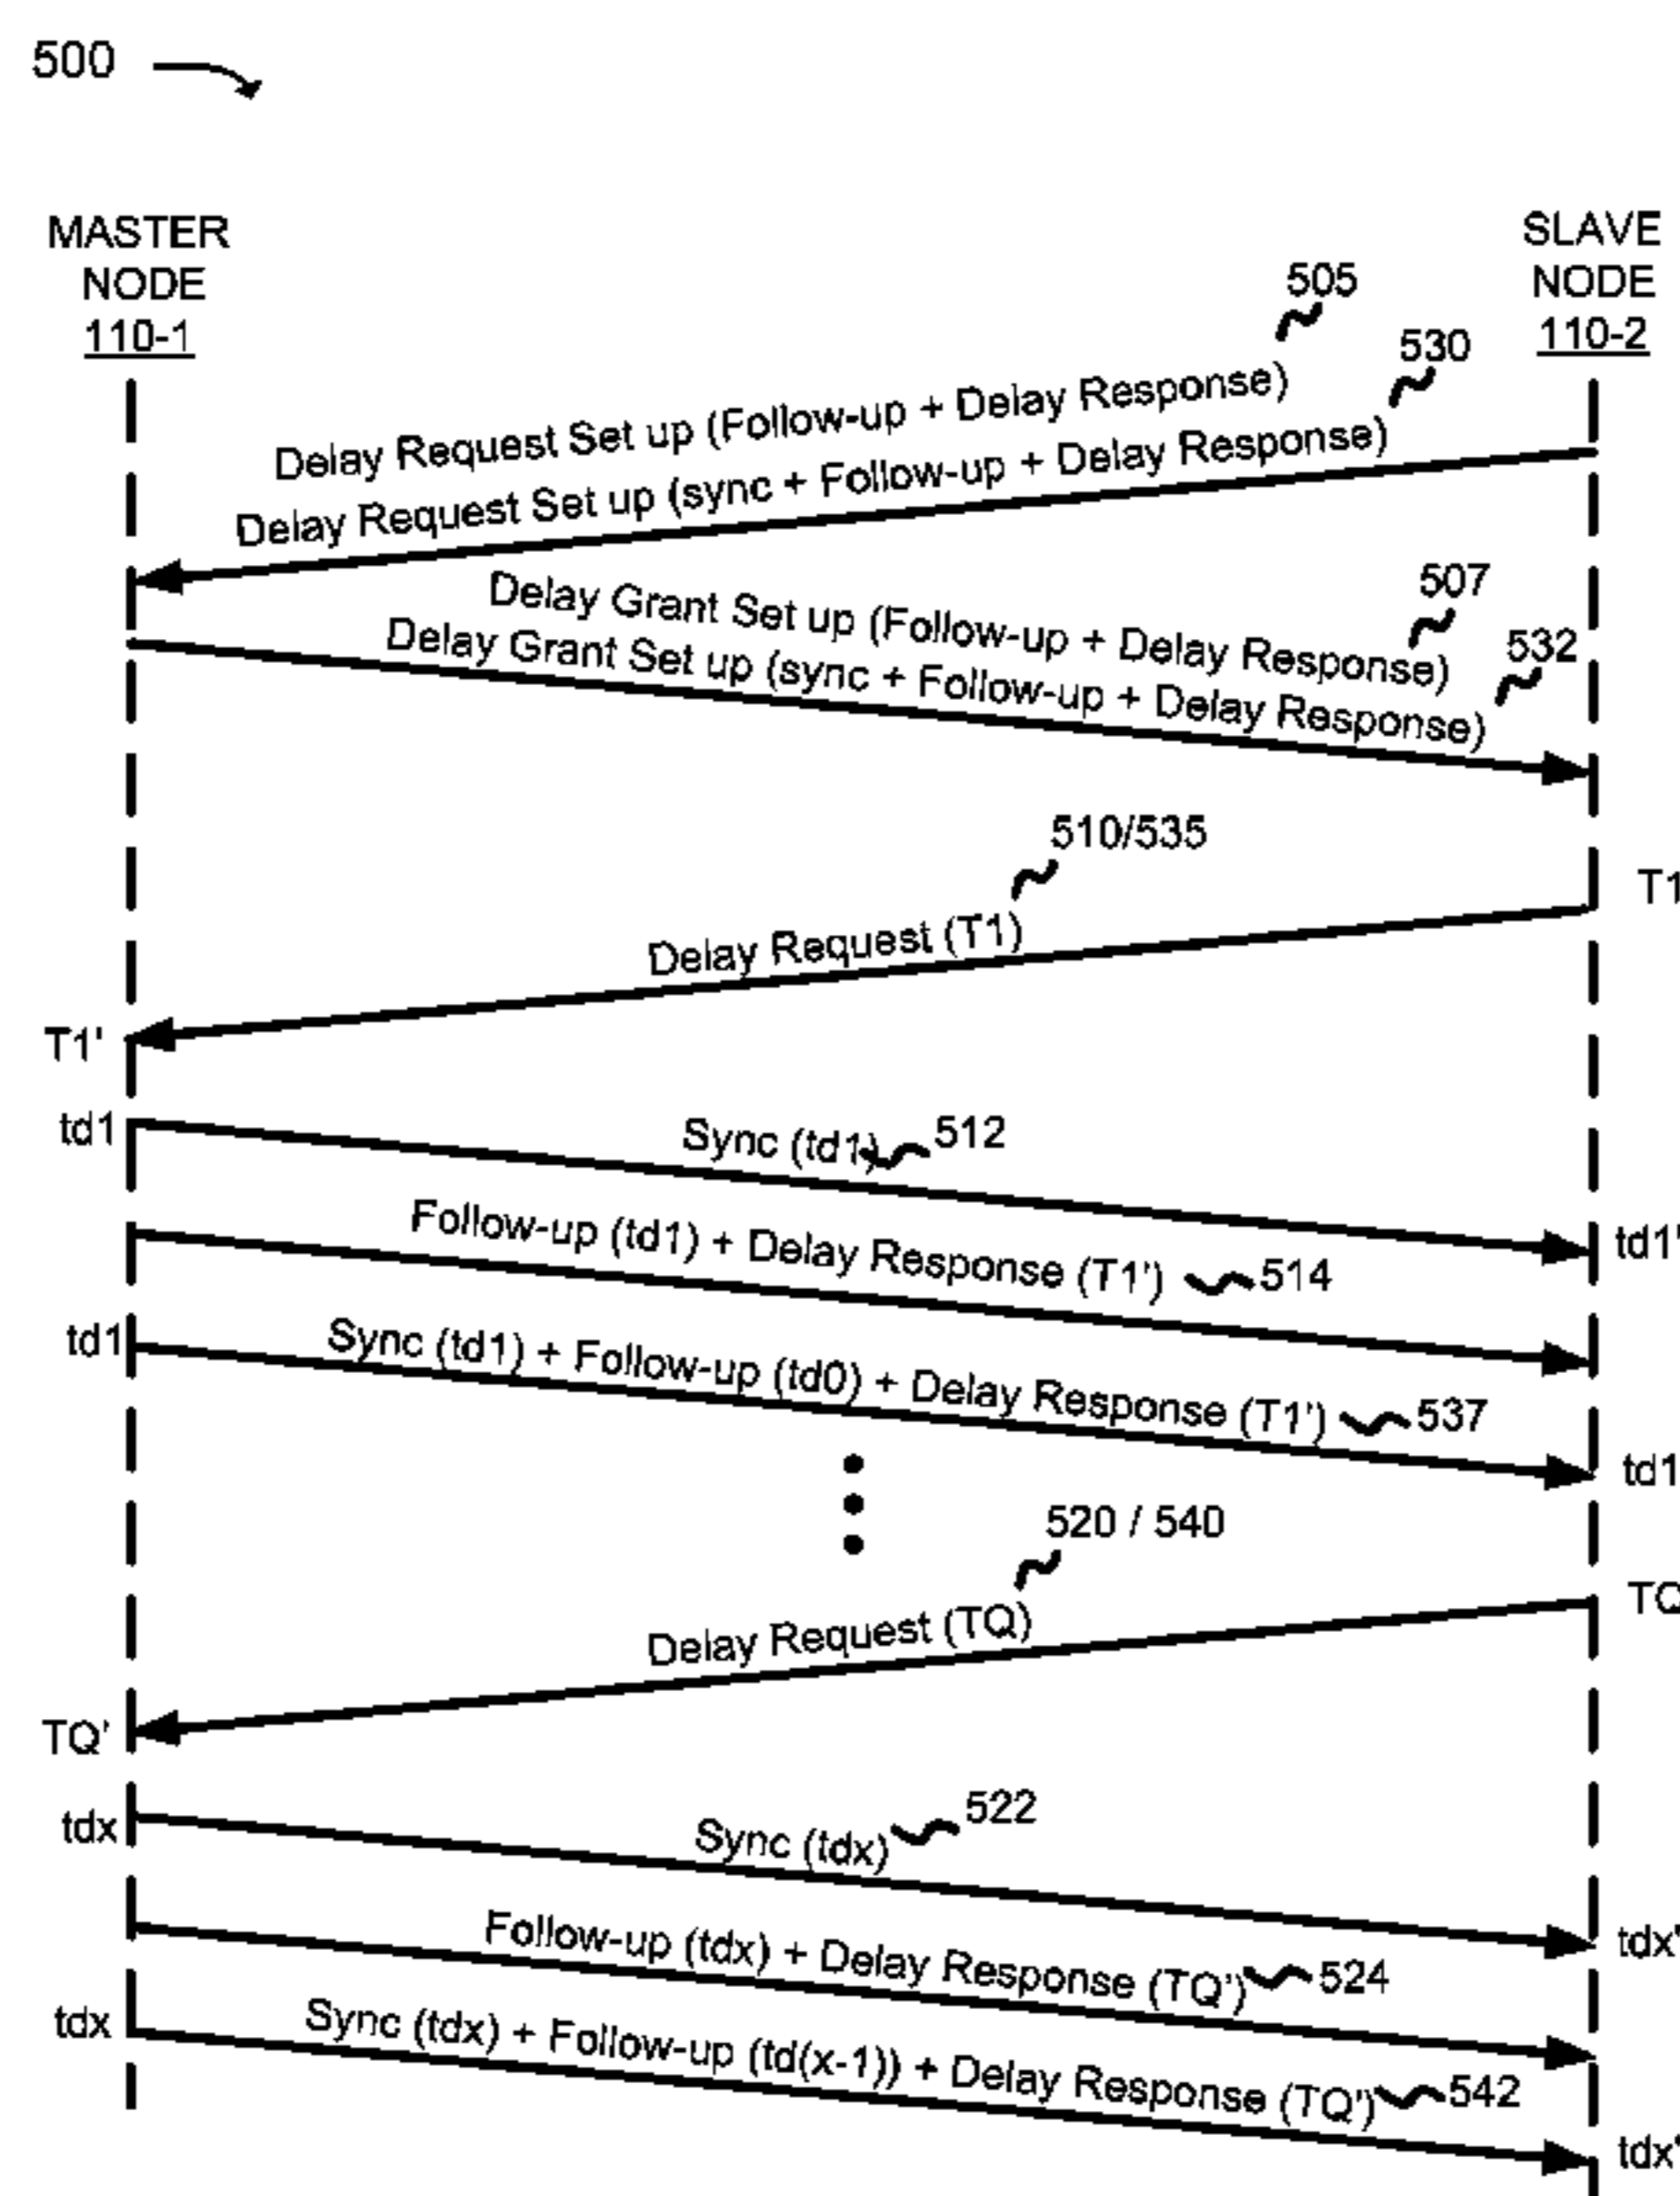 500
MASTER
NODE
110-1
SLAVE
NODE
110-2
505
530
Delay Request Set up (Follow-up + Delay Response)
Delay Request Set up (sync + Follow-up + Delay Response)
507
532
Delay Grant Set up (Follow-up + Delay Response)
Delay Grant Set up (sync + Follow-up + Delay Response)
510/535
T1
Delay Request (T1)
T1'
td1
Sync (td1)
512
td1'
Follow-up (td1) + Delay Response (T1')
514
td1
Sync (td1) + Follow-up (td0) + Delay Response (T1')
537
td1
520 / 540
TQ
Delay Request (TQ)
TQ'
tdx
Sync (tdx)
522
tdx'
Follow-up (tdx) + Delay Response (TQ')
524
tdx
Sync (tdx) + Follow-up (td(x-1)) + Delay Response (TQ')
542
tdx'